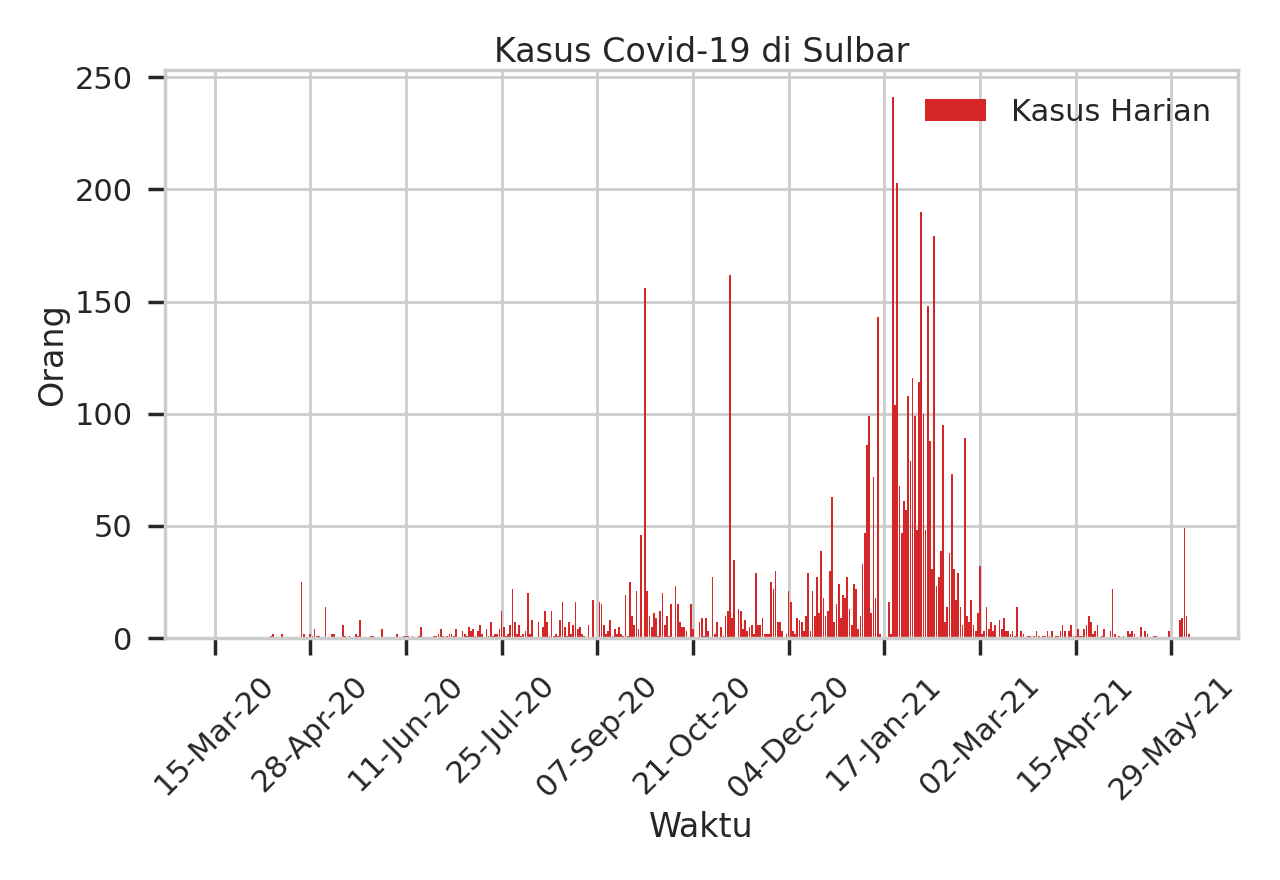 Kasus Covid-19 di Sulbar
Kasus Harian
Orang
250
200
150
100
50
0
15-Mar-20
28-Apr-20
11-Jun-20
25-Jul-20
07-Sep-20
21-Oct-20
04-Dec-20
17-Jan-21
02-Mar-21
15-Apr-21
29-May-21
Waktu